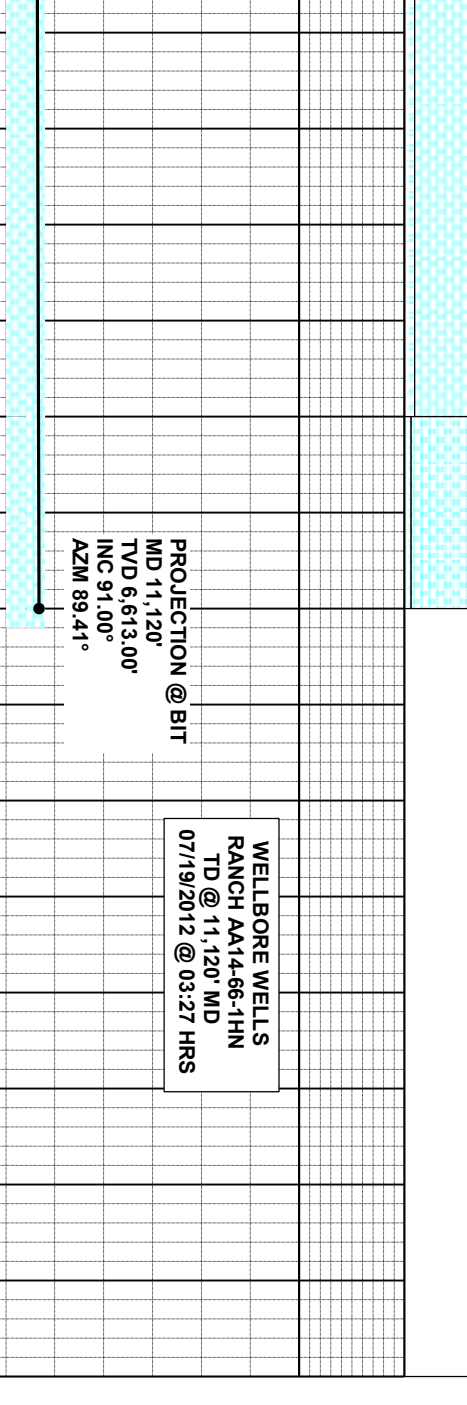 PROJECTION @ BIT
MD 11,120'
TVD 6,613.00'
INC 91.00°
AZM 89.41°
WELLBORE WELLS
RANCH AA14-66-1HN
TD @ 11,120' MD
07/19/2012 @ 03:27 HRS